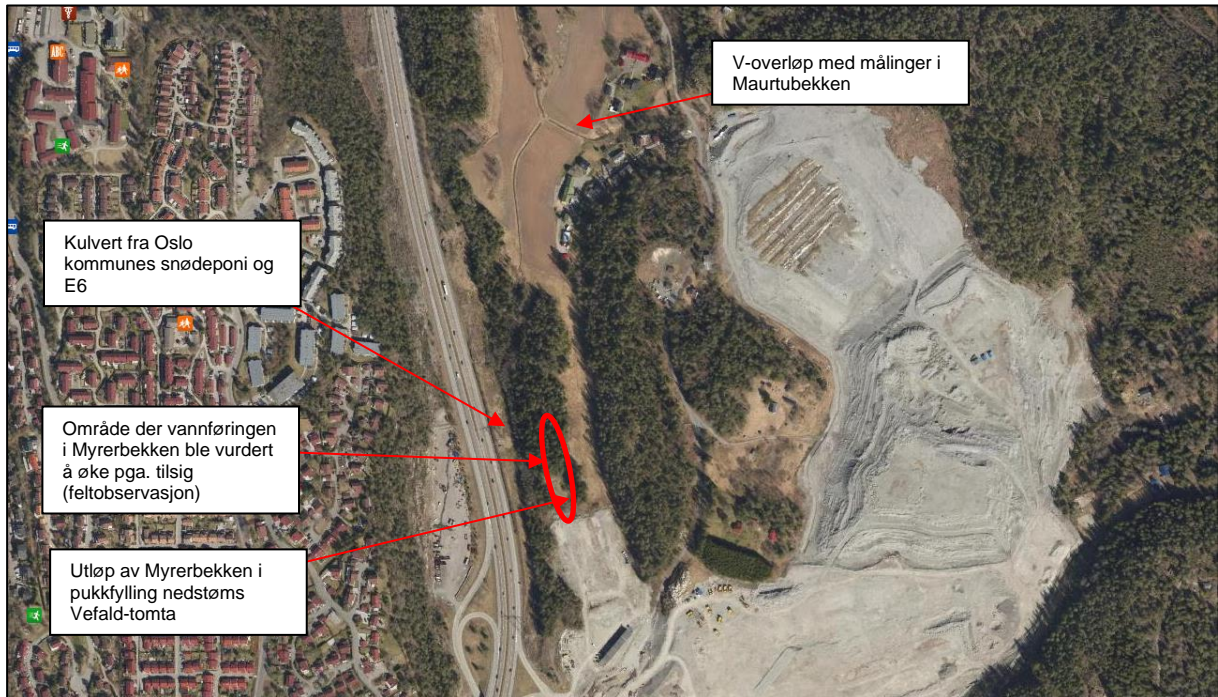 ABC
V-overløp med målinger i
Maurtubekken
Kulvert fra Oslo
kommunes snødeponi og
E6
Område der vannføringen
i Myrerbekken ble vurdert
å øke pga. tilsig
(feltobservasjon)
Utløp av Myrerbekken i
pukkfylling nedstøms
Vefald-tomta